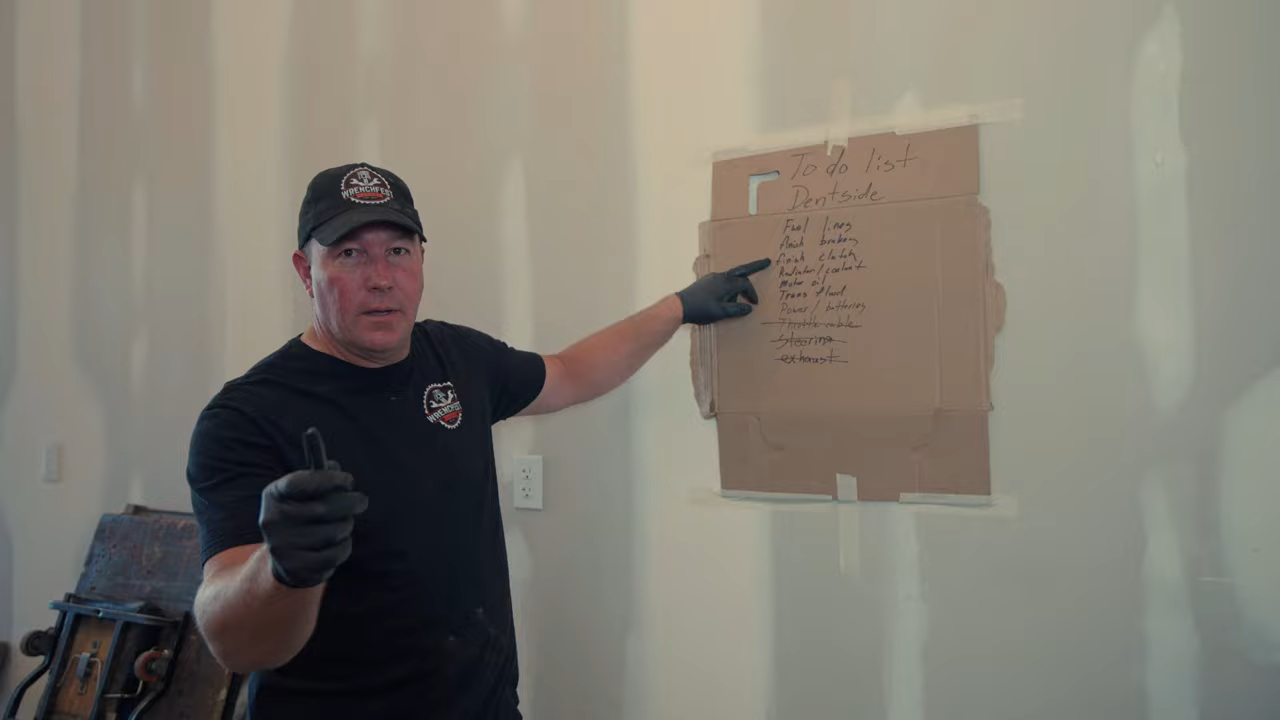 WRENCHFEST
WRENCHFEST
To do list
Dentside
Fuel lines
finish brakes
finish clutch
Radiator/coolant
Motor oil
Trans fluid
Power/batteries
Throttle cable
Steering
exhaust